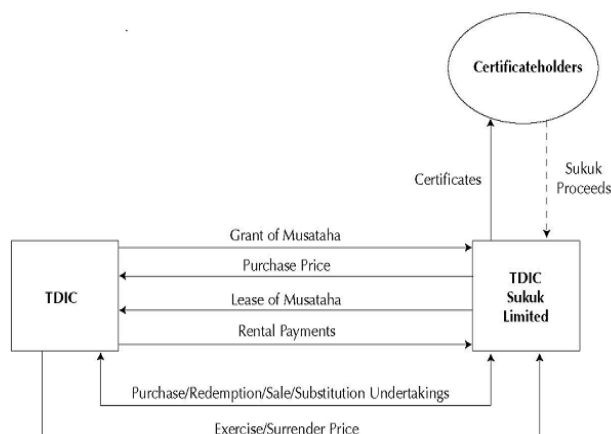 Certificateholders
Certificates
Sukuk
Proceeds
Grant of Musataha
Purchase Price
TDIC
TDIC
Sukuk
Limited
Lease of Musataha
Rental Payments
Purchase/Redemption/Sale/Substitution Undertakings
Exercise/Surrender Price